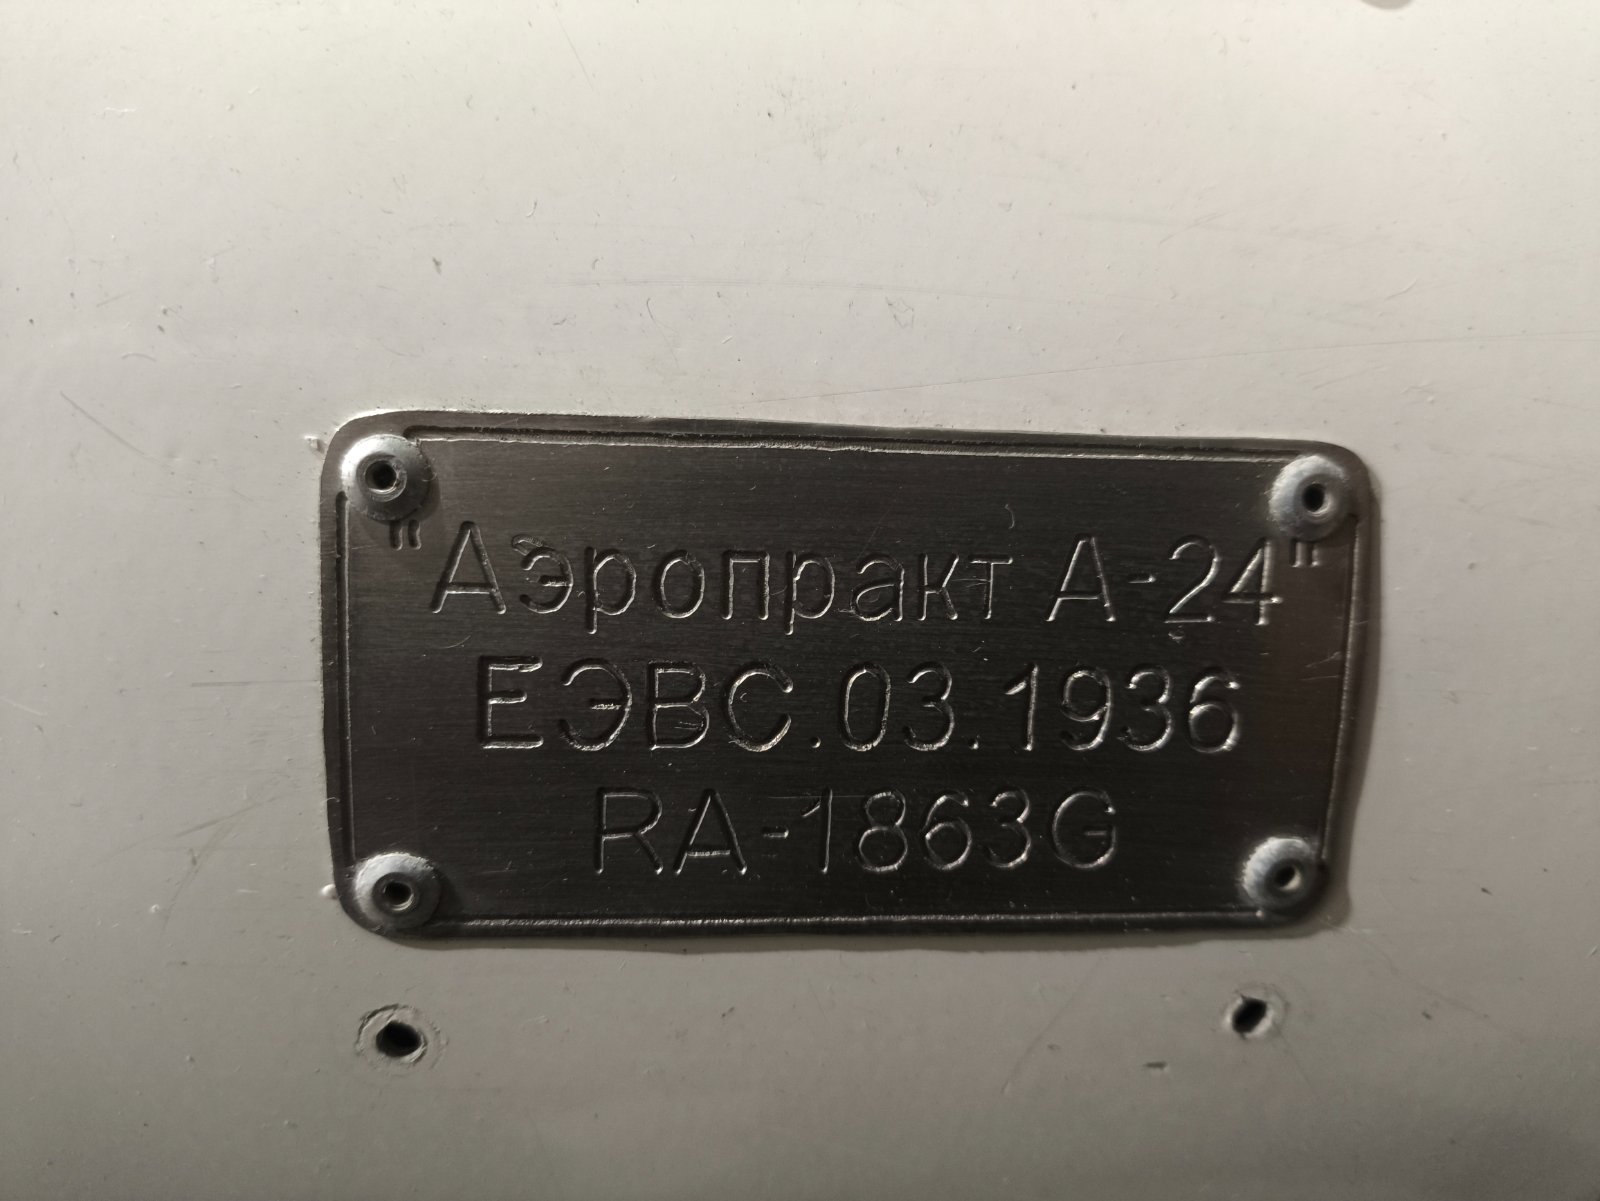 "Аэропракт А-24"
ЕЭВС.03.1936
RA-1863G